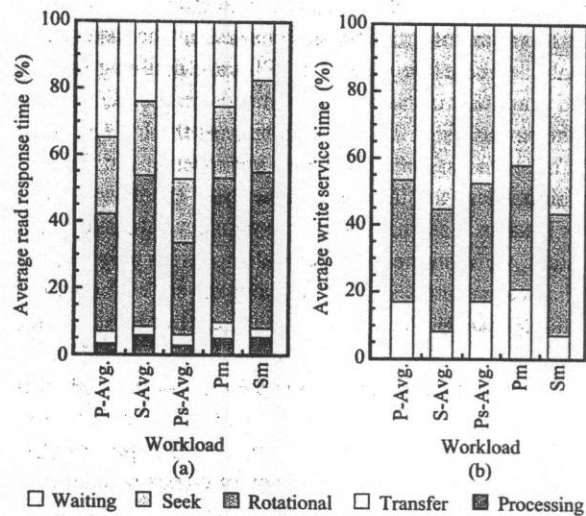 100
80
60
40
20
0
Average read response time (%)
P-Avg.
S-Avg.
Ps-Avg.
Pm
Sm
Workload
(a)
100
80
60
40
20
0
Average write service time (%)
P-Avg.
S-Avg.
Ps-Avg.
Pm
Sm
Workload
(b)
Waiting Seek Rotational Transfer Processing